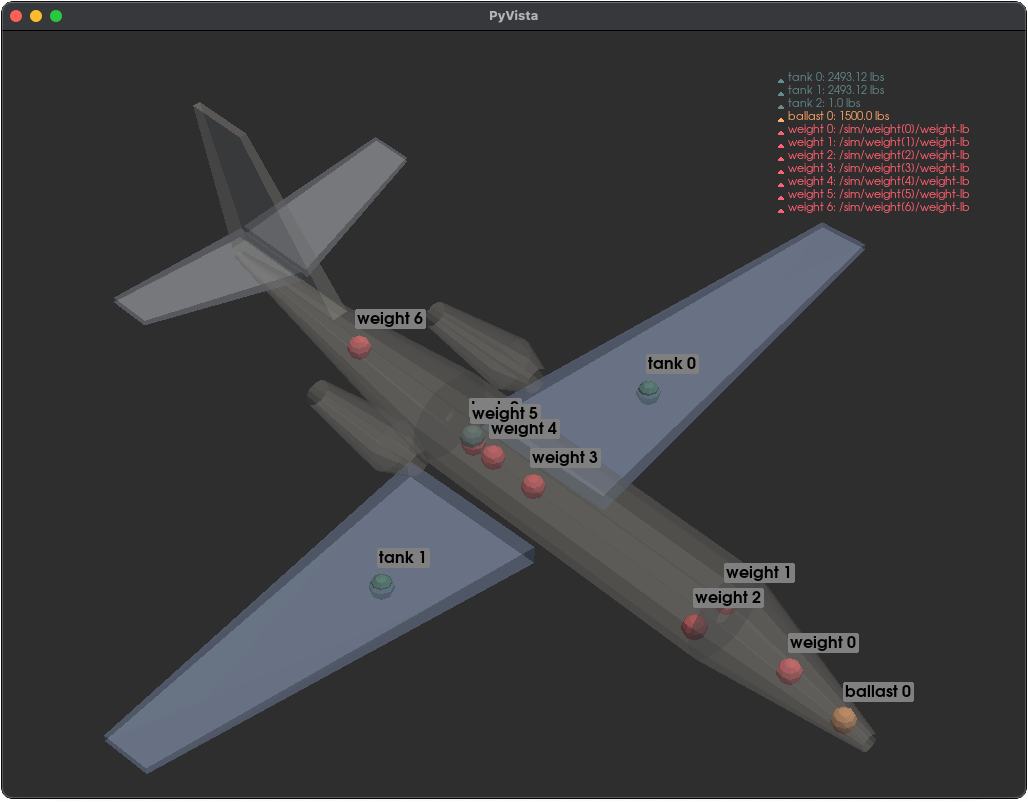 PyVista
tank 0: 2493.12 lbs
tank 1: 2493.12 lbs
tank 2: 1.0 lbs
ballast 0: 1500.0 lbs
weight 0: /sim/weight[0]/weight-lb
weight 1: /sim/weight[1]/weight-lb
weight 2: /sim/weight[2]/weight-lb
weight 3: /sim/weight[3]/weight-lb
weight 4: /sim/weight[4]/weight-lb
weight 5: /sim/weight[5]/weight-lb
weight 6: /sim/weight[6]/weight-lb
weight 6
tank 0
weight 5
weight 4
weight 3
tank 1
weight 1
weight 2
weight 0
ballast 0